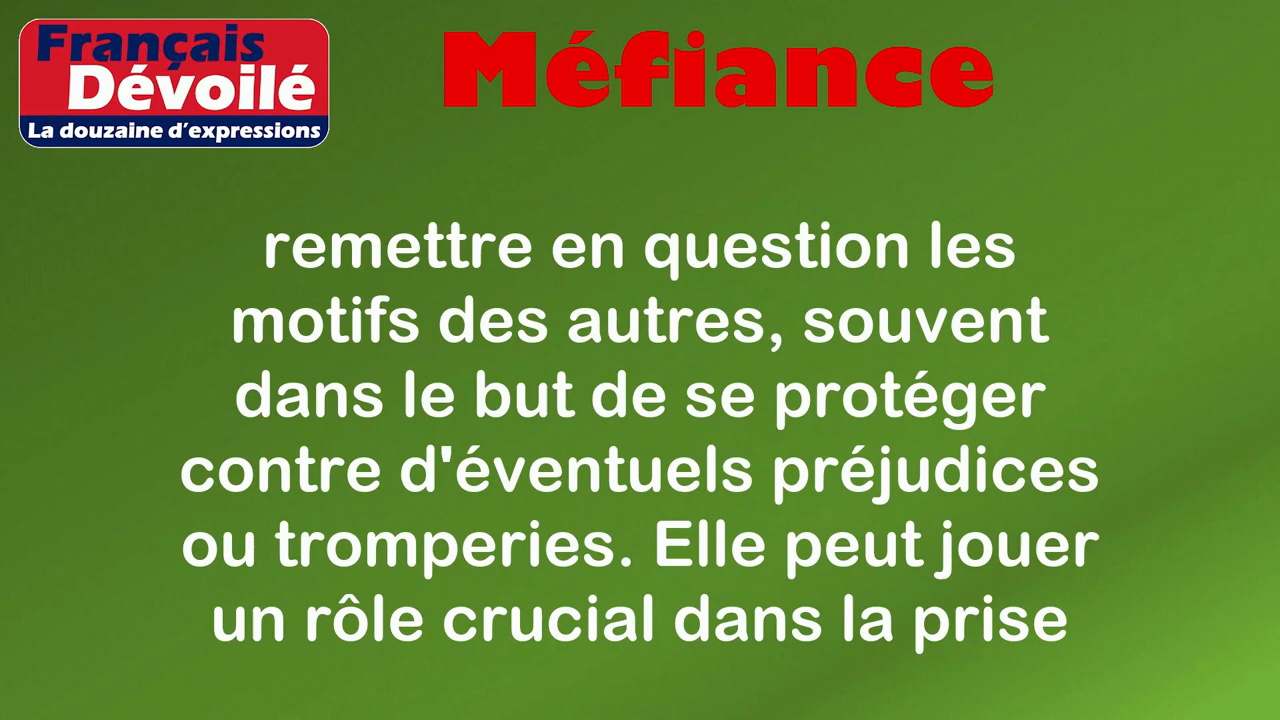 Français
Dévoilé
La douzaine d'expressions
Méfiance
remettre en question les
motifs des autres, souvent
dans le but de se protéger
contre d'éventuels préjudices
ou tromperies. Elle peut jouer
un rôle crucial dans la prise